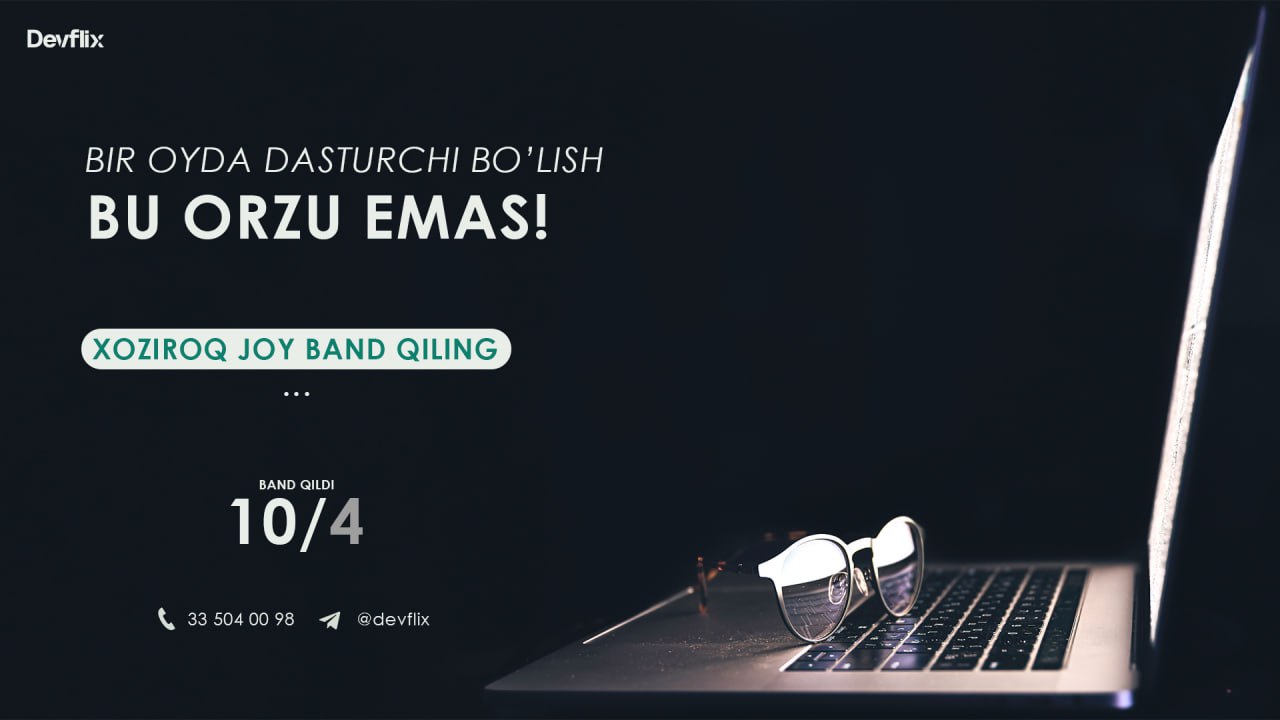 Devflix
BIR OYDA DASTURCHI BO’LISH
BU ORZU EMAS!
XOZIROQ JOY BAND QILING
...
BAND QILDI
10/4
33 504 00 98 @devflix